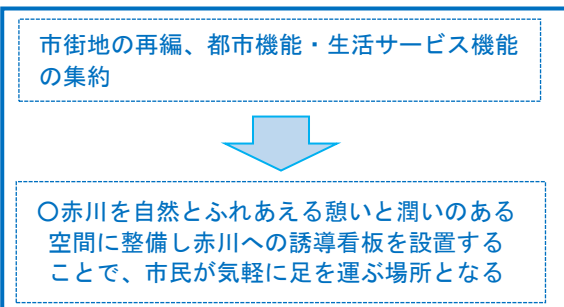 市街地の再編、都市機能・生活サービス機能
の集約
〇赤川を自然とふれあえる憩いと潤いのある
空間に整備し赤川への誘導看板を設置する
ことで、市民が気軽に足を運ぶ場所となる